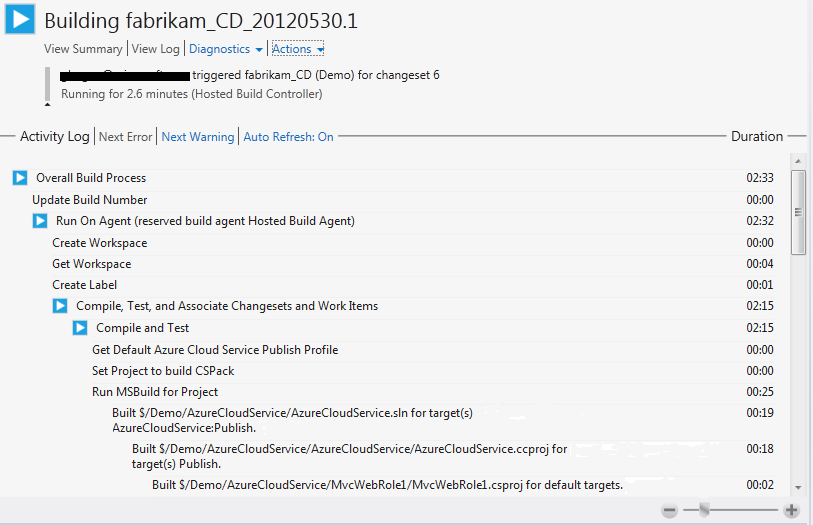 Building fabrikam_CD_20120530.1
View Summary | View Log | Diagnostics | Actions
triggered fabrikam_CD (Demo) for changeset 6
Running for 2.6 minutes (Hosted Build Controller)
Activity Log | Next Error | Next Warning | Auto Refresh: On Duration
Overall Build Process 02:33
Update Build Number 00:00
Run On Agent (reserved build agent Hosted Build Agent) 02:32
Create Workspace 00:00
Get Workspace 00:04
Create Label 00:01
Compile, Test, and Associate Changesets and Work Items 02:15
Compile and Test 02:15
Get Default Azure Cloud Service Publish Profile 00:00
Set Project to build CSPack 00:00
Run MSBuild for Project 00:25
Built $/Demo/AzureCloudService/AzureCloudService.sln for target(s) 00:19
AzureCloudService:Publish.
Built $/Demo/AzureCloudService/AzureCloudService/AzureCloudService.ccproj for 00:18
target(s) Publish.
Built $/Demo/AzureCloudService/MvcWebRole1/MvcWebRole1.csproj for default targets. 00:02